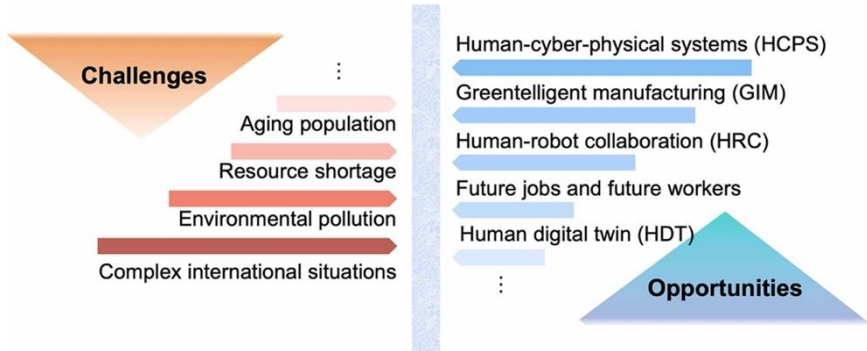 Challenges
⋮
Aging population
Resource shortage
Environmental pollution
Complex international situations
Human-cyber-physical systems (HCPS)
Greentelligent manufacturing (GIM)
Human-robot collaboration (HRC)
Future jobs and future workers
Human digital twin (HDT)
⋮
Opportunities